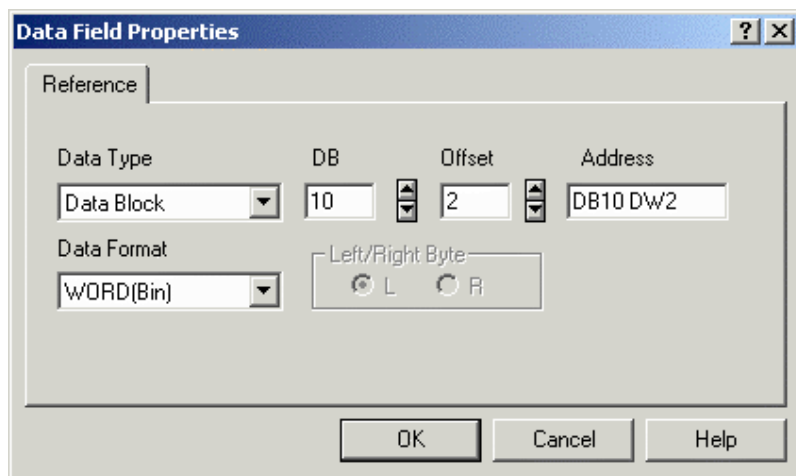 Data Field Properties
Reference
Data Type DB Offset Address
Data Block 10 2 DB10 DW2
Data Format Left/Right Byte
WORD(Bin) L R
OK Cancel Help